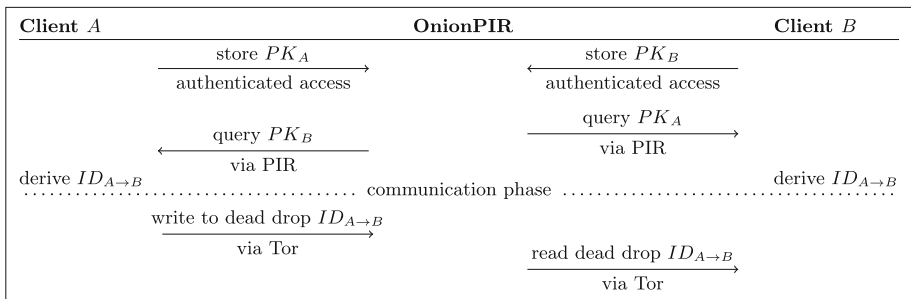 Client A OnionPIR Client B
store PK_A store PK_B
authenticated access authenticated access
query PK_A
query PK_B
via PIR
via PIR
derive ID_{A→B} derive ID_{A→B}
communication phase
write to dead drop ID_{A→B}
via Tor
read dead drop ID_{A→B}
via Tor